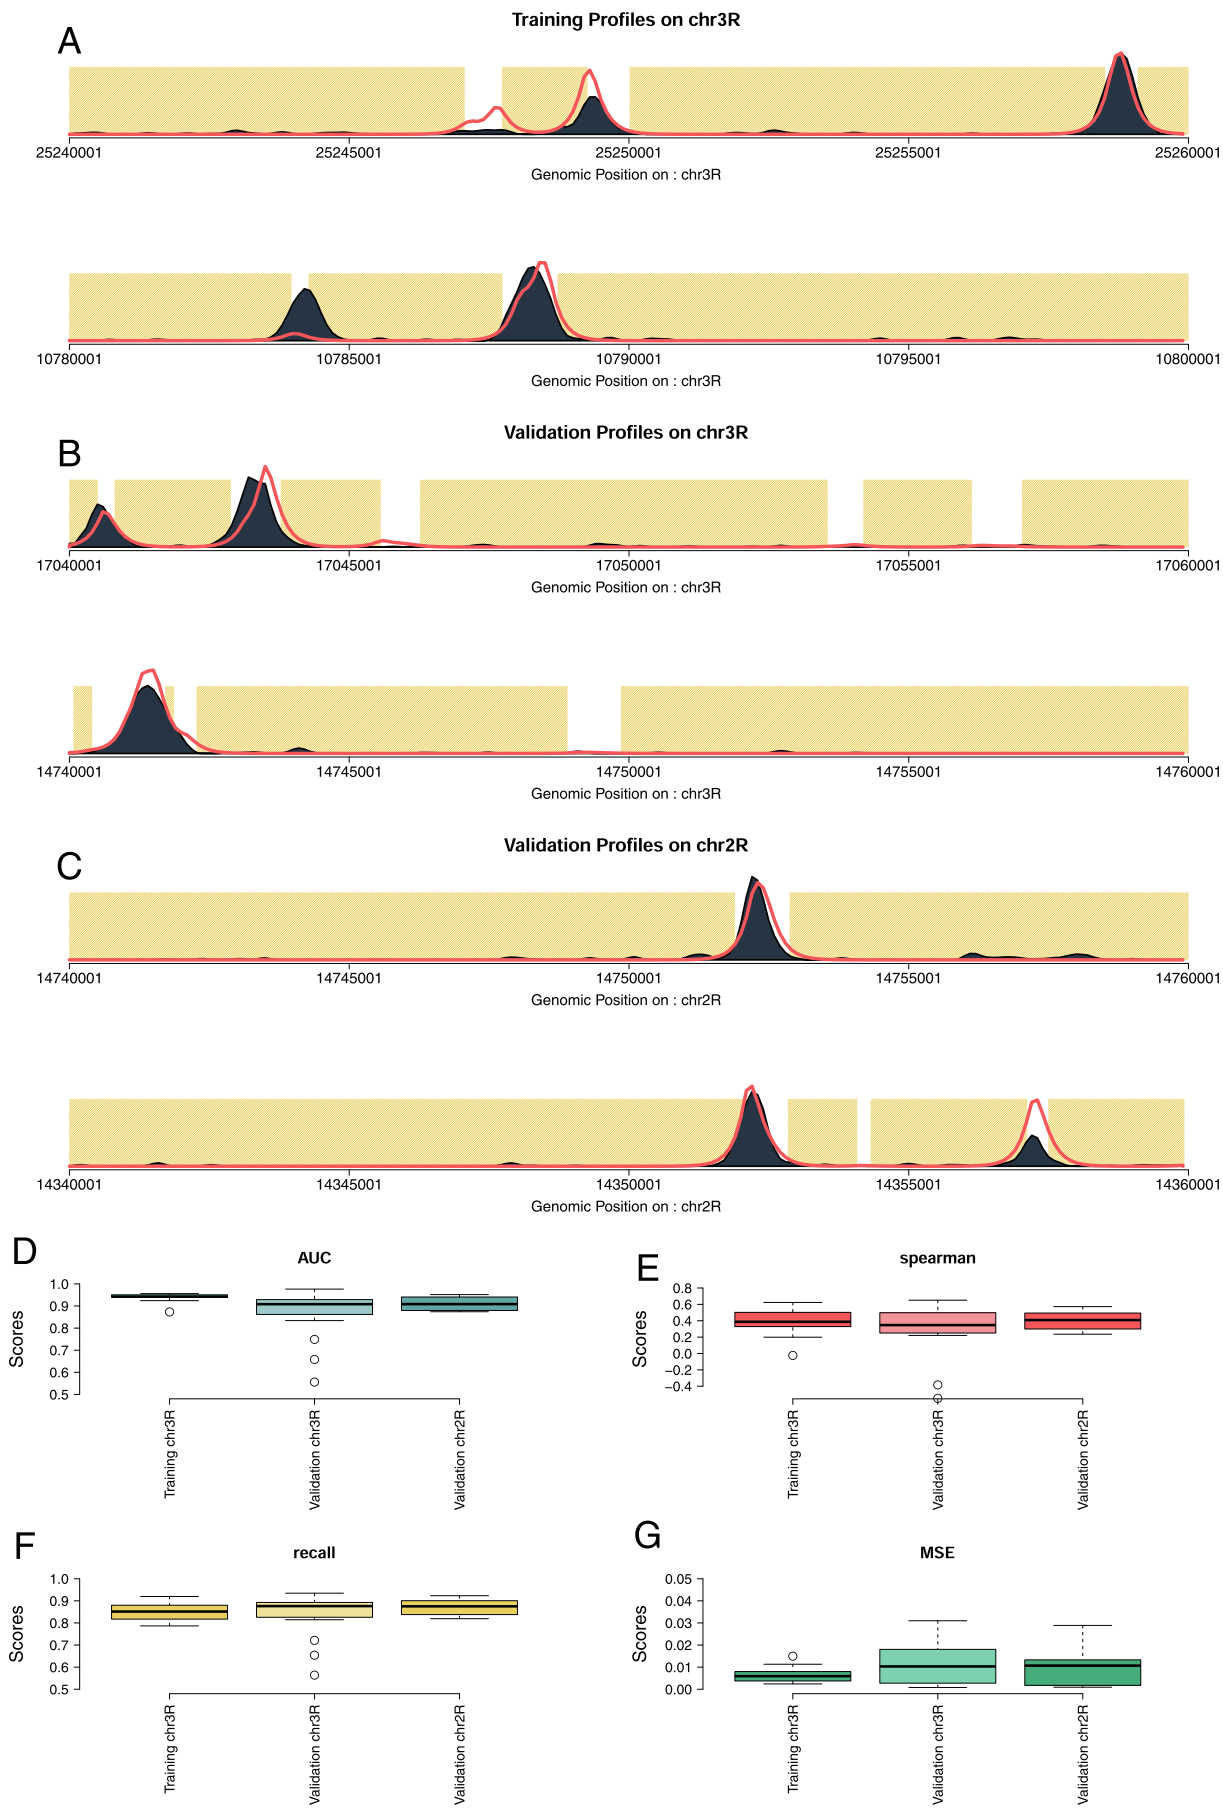 Training Profiles on chr3R
A
25240001 25245001 25250001 25255001 25260001
Genomic Position on : chr3R
10780001 10785001 10790001 10795001 10800001
Genomic Position on : chr3R
Validation Profiles on chr3R
B
17040001 17045001 17050001 17055001 17060001
Genomic Position on : chr3R
14740001 14745001 14750001 14755001 14760001
Genomic Position on : chr3R
Validation Profiles on chr2R
C
14740001 14745001 14750001 14755001 14760001
Genomic Position on : chr2R
14340001 14345001 14350001 14355001 14360001
Genomic Position on : chr2R
D
AUC
Scores
1.0
0.9
0.8
0.7
0.6
0.5
Training chr3R
Validation chr3R
Validation chr2R
E
spearman
Scores
0.8
0.6
0.4
0.2
0.0
−0.2
−0.4
Training chr3R
Validation chr3R
Validation chr2R
F
recall
Scores
1.0
0.9
0.8
0.7
0.6
0.5
Training chr3R
Validation chr3R
Validation chr2R
G
MSE
Scores
0.05
0.04
0.03
0.02
0.01
0.00
Training chr3R
Validation chr3R
Validation chr2R